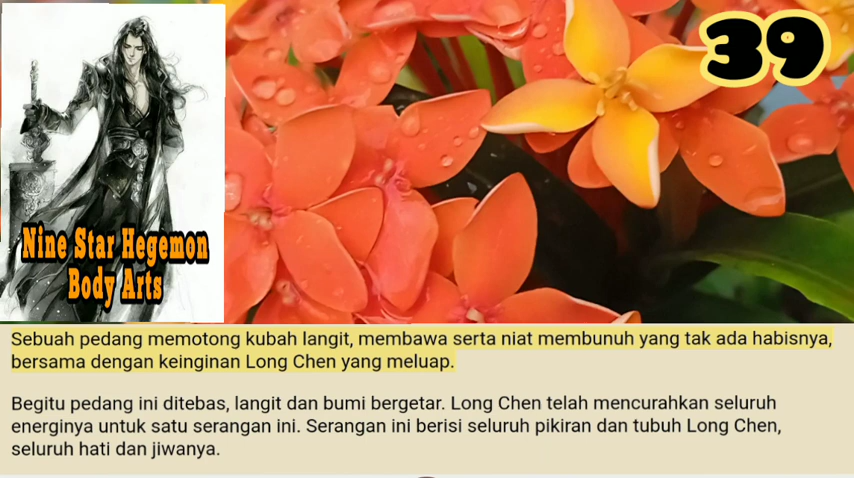 39
Nine Star Hegemon
Body Arts
Sebuah pedang memotong kubah langit, membawa serta niat membunuh yang tak ada habisnya,
bersama dengan keinginan Long Chen yang meluap.
Begitu pedang ini ditebas, langit dan bumi bergetar. Long Chen telah mencurahkan seluruh
energinya untuk satu serangan ini. Serangan ini berisi seluruh pikiran dan tubuh Long Chen,
seluruh hati dan jiwanya.